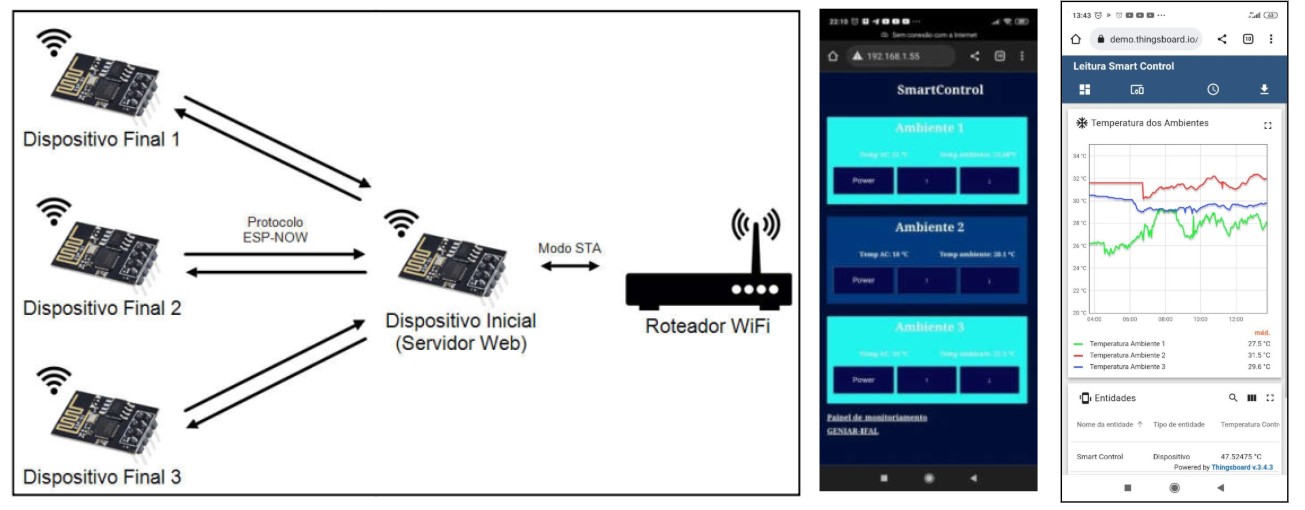 Dispositivo Final 1
Dispositivo Final 2
Dispositivo Final 3
Protocolo
ESP-NOW
Dispositivo Inicial
(Servidor Web)
Modo STA
Roteador WiFi
22:10
Sem conexão com a Internet
192.168.1.55
SmartControl
Ambiente 1
Temp AC:
Temp ambiente:
Power ↑ ↓
Ambiente 2
Temp AC: 18 °C Temp ambiente: 28.1 °C
Power ↑ ↓
Ambiente 3
Temp AC:
Temp ambiente:
Power ↑ ↓
Painel de monitoriamento
GENIAR-IFAL
13:43
demo.thingsboard.io/
Leitura Smart Control
Temperatura dos Ambientes
34 °C
32 °C
30 °C
28 °C
26 °C
24 °C
22 °C
20 °C
04:00 06:00 08:00 10:00 12:00
méd.
Temperatura Ambiente 1 27.5 °C
Temperatura Ambiente 2 31.5 °C
Temperatura Ambiente 3 29.6 °C
Entidades
Nome da entidade ↑ Tipo de entidade Temperatura Contr
Smart Control Dispositivo 47.52475 °C
Powered by Thingsboard v.3.4.3